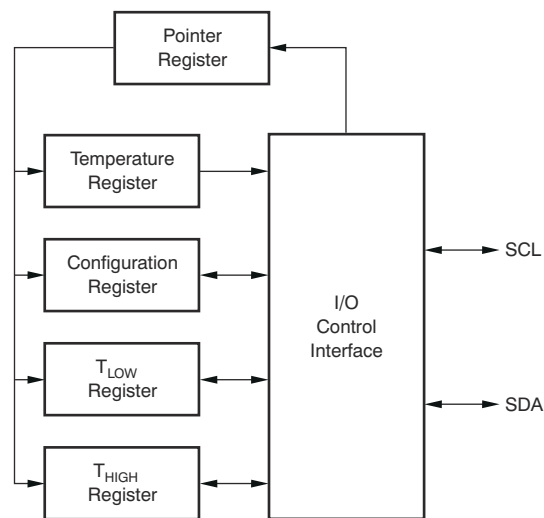 Pointer
Register
Temperature
Register
Configuration
Register
TLOW
Register
THIGH
Register
I/O
Control
Interface
SCL
SDA